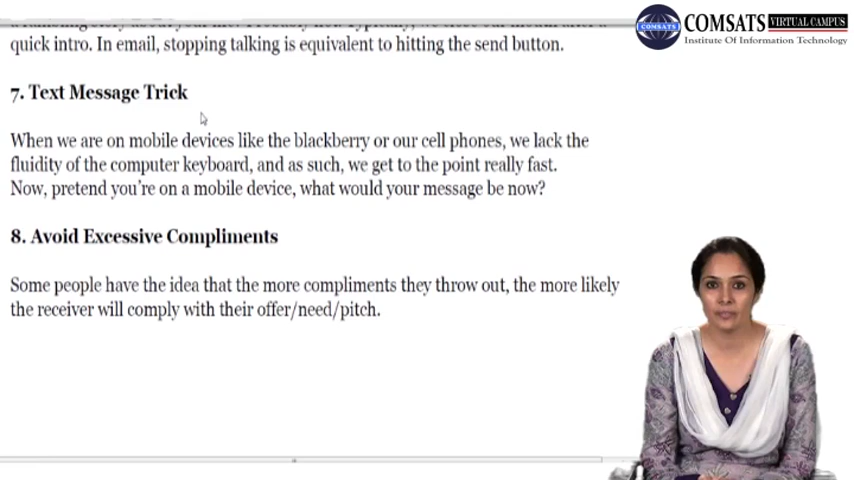 COMSATS VIRTUAL CAMPUS
Institute Of Information Technology
COMSATS
quick intro. In email, stopping talking is equivalent to hitting the send button.
7. Text Message Trick
When we are on mobile devices like the blackberry or our cell phones, we lack the
fluidity of the computer keyboard, and as such, we get to the point really fast.
Now, pretend you're on a mobile device, what would your message be now?
8. Avoid Excessive Compliments
Some people have the idea that the more compliments they throw out, the more likely
the receiver will comply with their offer/need/pitch.